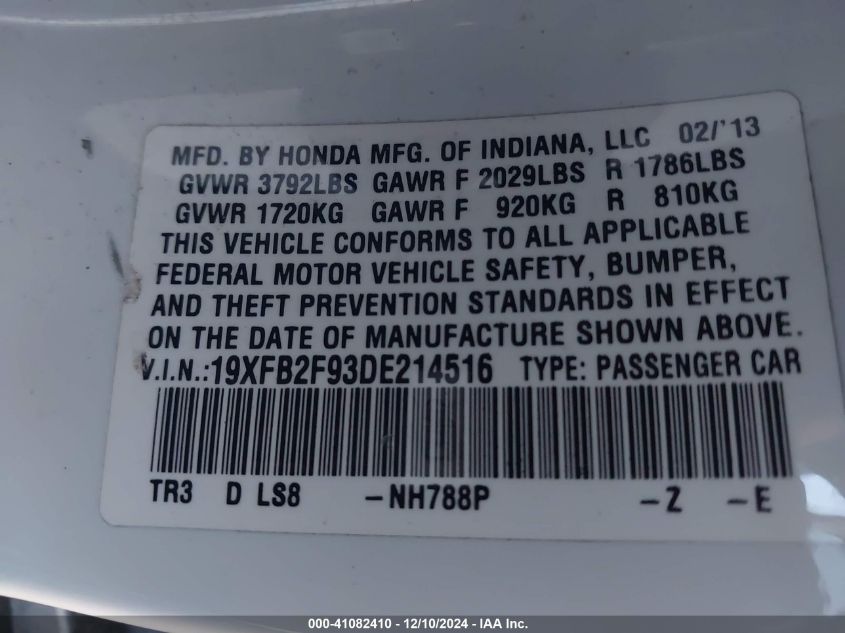 MFD. BY HONDA MFG. OF INDIANA, LLC 02/'13
GVWR 3792LBS GAWR F 2029LBS R 1786LBS
GVWR 1720KG GAWR F 920KG R 810KG
THIS VEHICLE CONFORMS TO ALL APPLICABLE
FEDERAL MOTOR VEHICLE SAFETY, BUMPER,
AND THEFT PREVENTION STANDARDS IN EFFECT
ON THE DATE OF MANUFACTURE SHOWN ABOVE.
V.I.N.:19XFB2F93DE214516 TYPE: PASSENGER CAR
TR3 D LS8 -NH788P -Z -E
000-41082410 - 12/10/2024 - IAA Inc.